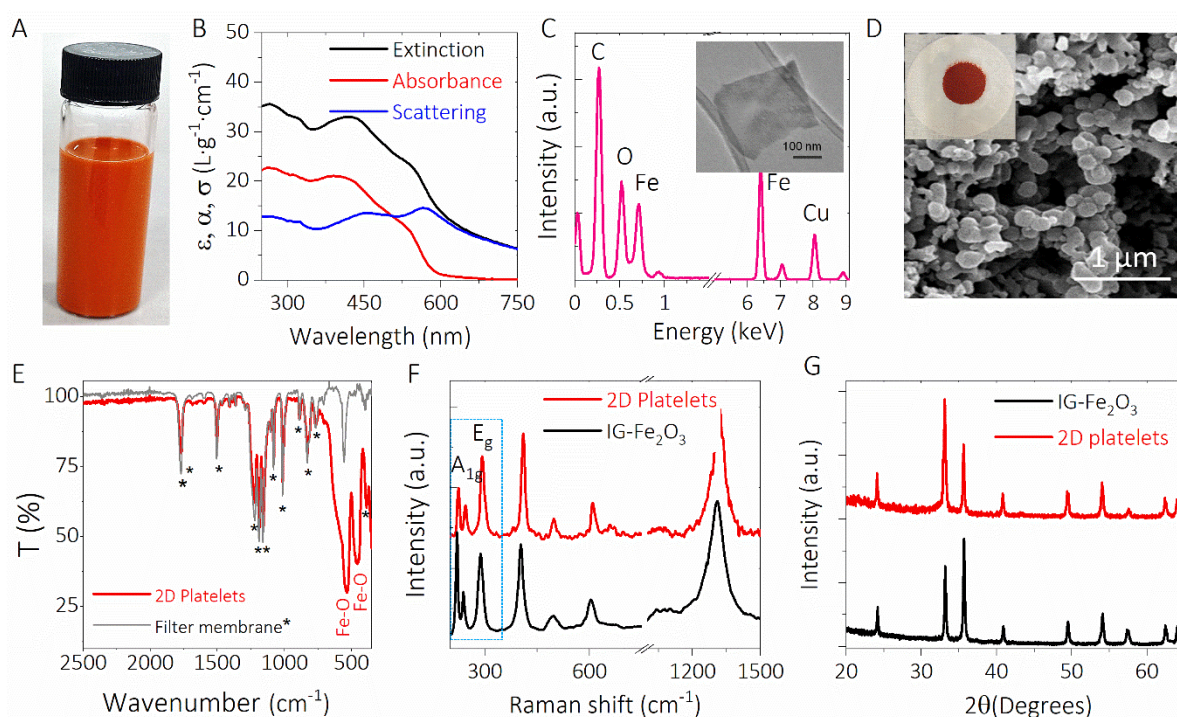 A
B
50
40
30
20
10
0
ε, α, σ (L·g⁻¹·cm⁻¹)
Extinction
Absorbance
Scattering
300
450
600
750
Wavelength (nm)
C
Intensity (a.u.)
C
O
Fe
Fe
Cu
100 nm
0
0.5
1
6
7
8
9
Energy (keV)
D
1 μm
E
100
75
50
25
T (%)
* * * ** * * * * * *
Fe-O
Fe-O
2D Platelets
Filter membrane*
2500
2000
1500
1000
500
Wavenumber (cm⁻¹)
F
2D Platelets
IG-Fe₂O₃
E_g
A_1g
Intensity (a.u.)
300
600
1200
1500
Raman shift (cm⁻¹)
G
IG-Fe₂O₃
2D platelets
Intensity (a.u.)
20
30
40
50
60
2θ(Degrees)